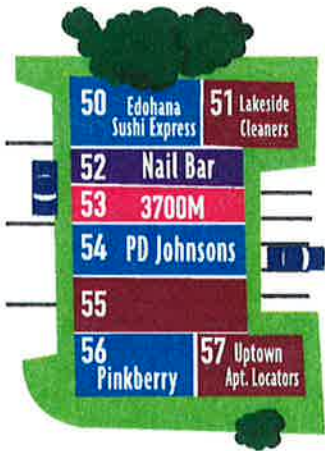 50 Edohana
Sushi Express
51 Lakeside
Cleaners
52 Nail Bar
53 3700M
54 PD Johnsons
55
56
Pinkberry
57 Uptown
Apt. Locators